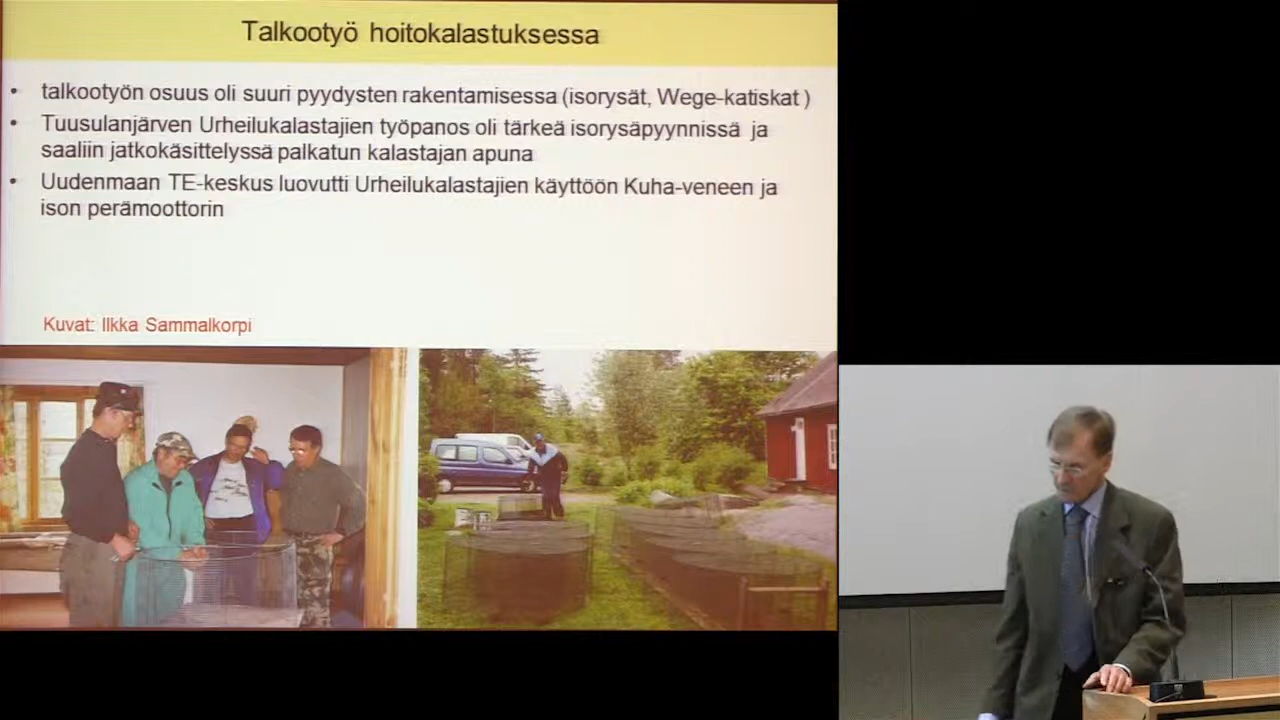 Talkootyö hoitokalastuksessa
• talkootyön osuus oli suuri pyydysten rakentamisessa (isorysät, Wege-katiskat )
• Tuusulanjärven Urheilukalastajien työpanos oli tärkeä isorysäpyynnissä ja
saaliin jatkokäsittelyssä palkatun kalastajan apuna
• Uudenmaan TE-keskus luovutti Urheilukalastajien käyttöön Kuha-veneen ja
ison perämoottorin
Kuvat: Ilkka Sammalkorpi